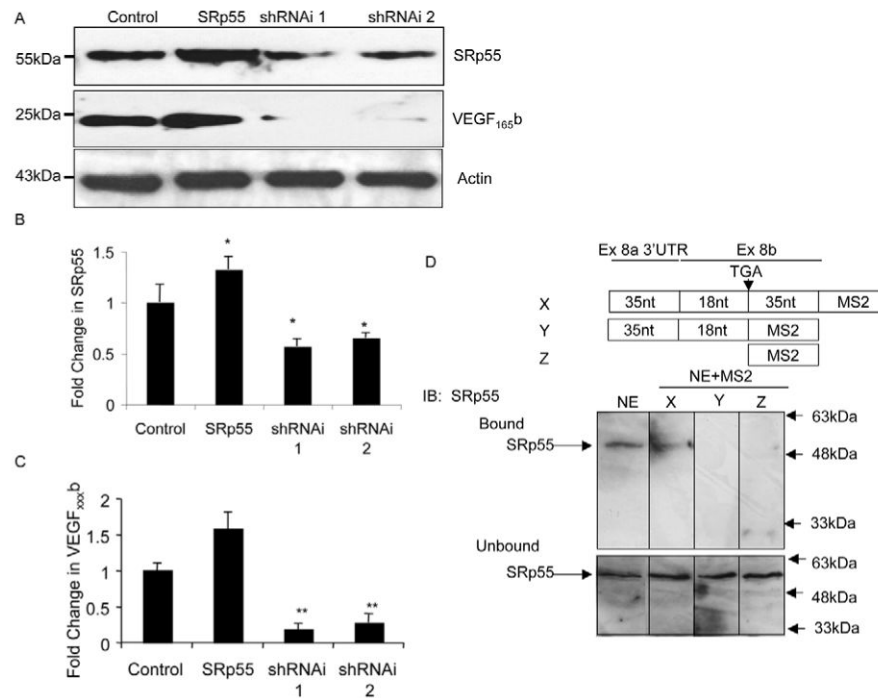 A
Control SRp55 shRNAi 1 shRNAi 2
55kDa SRp55
25kDa VEGF165b
43kDa Actin
B
Fold Change in SRp55
1.5
1
0.5
0
*
*
*
Control SRp55 shRNAi 1 shRNAi 2
C
Fold Change in VEGFxxxb
2
1.5
1
0.5
0
**
**
Control SRp55 shRNAi 1 shRNAi 2
D
Ex 8a 3'UTR Ex 8b
TGA
X 35nt 18nt 35nt MS2
Y 35nt 18nt MS2
Z MS2
NE+MS2
IB: SRp55
NE X Y Z
Bound
SRp55
63kDa
48kDa
33kDa
Unbound
SRp55
63kDa
48kDa
33kDa